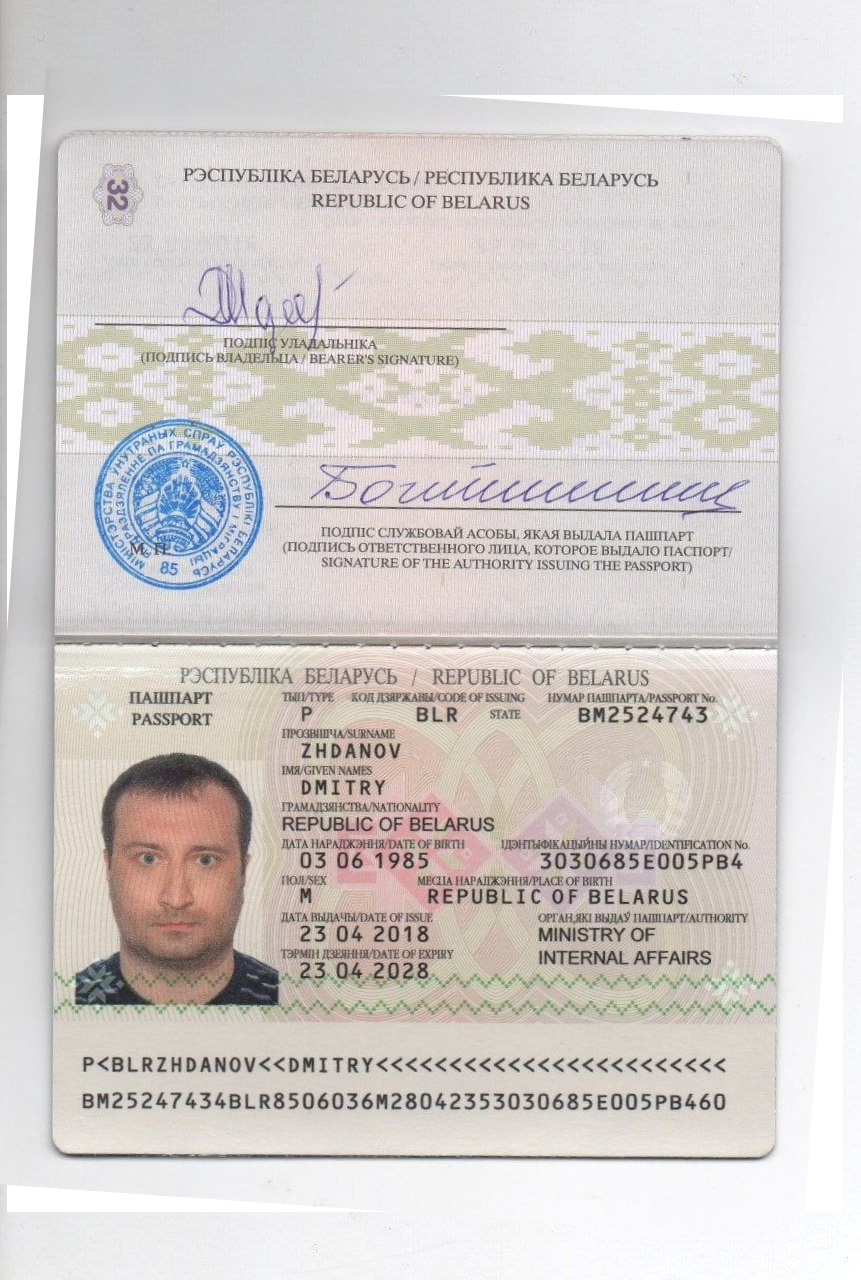 32
РЭСПУБЛІКА БЕЛАРУСЬ / РЕСПУБЛИКА БЕЛАРУСЬ
REPUBLIC OF BELARUS
ПОДПІС УЛАДАЛЬНІКА
(ПОДПИСЬ ВЛАДЕЛЬЦА / BEARER'S SIGNATURE)
МІНІСТЭРСТВА УНУТРАНЫХ СПРАУ РЭСПУБЛІКІ БЕЛАРУСЬ
ПАДРАЗДЗЯЛЕННЕ ПА ГРАМАДЗЯНСТВУ І МІГРАЦЫІ
М.П.
85
ПОДПІС СЛУЖБОВАЙ АСОБЫ, ЯКАЯ ВЫДАЛА ПАШПАРТ
(ПОДПИСЬ ОТВЕТСТВЕННОГО ЛИЦА, КОТОРОЕ ВЫДАЛО ПАСПОРТ/
SIGNATURE OF THE AUTHORITY ISSUING THE PASSPORT)
РЭСПУБЛІКА БЕЛАРУСЬ / REPUBLIC OF BELARUS
ПАШПАРТ
PASSPORT
ТЫП/TYPE КОД ДЗЯРЖАВЫ/CODE OF ISSUING НУМАР ПАШПАРТА/PASSPORT No.
P BLR STATE BM2524743
ПРОЗВІШЧА/SURNAME
ZHDANOV
ІМЯ/GIVEN NAMES
DMITRY
ГРАМАДЗЯНСТВА/NATIONALITY
REPUBLIC OF BELARUS
ДАТА НАРАДЖЭННЯ/DATE OF BIRTH ІДЭНТЫФІКАЦЫЙНЫ НУМАР/IDENTIFICATION No.
03 06 1985 3030685E005PB4
ПОЛ/SEX МЕСЦА НАРАДЖЭННЯ/PLACE OF BIRTH
M REPUBLIC OF BELARUS
ДАТА ВЫДАЧЫ/DATE OF ISSUE ОРГАН,ЯКІ ВЫДАЎ ПАШПАРТ/AUTHORITY
23 04 2018 MINISTRY OF
ТЭРМІН ДЗЕЯННЯ/DATE OF EXPIRY INTERNAL AFFAIRS
23 04 2028
P<BLRZHDANOV<<DMITRY<<<<<<<<<<<<<<<<<<<<<<<<
BM25247434BLR8506036M28042353030685E005PB460